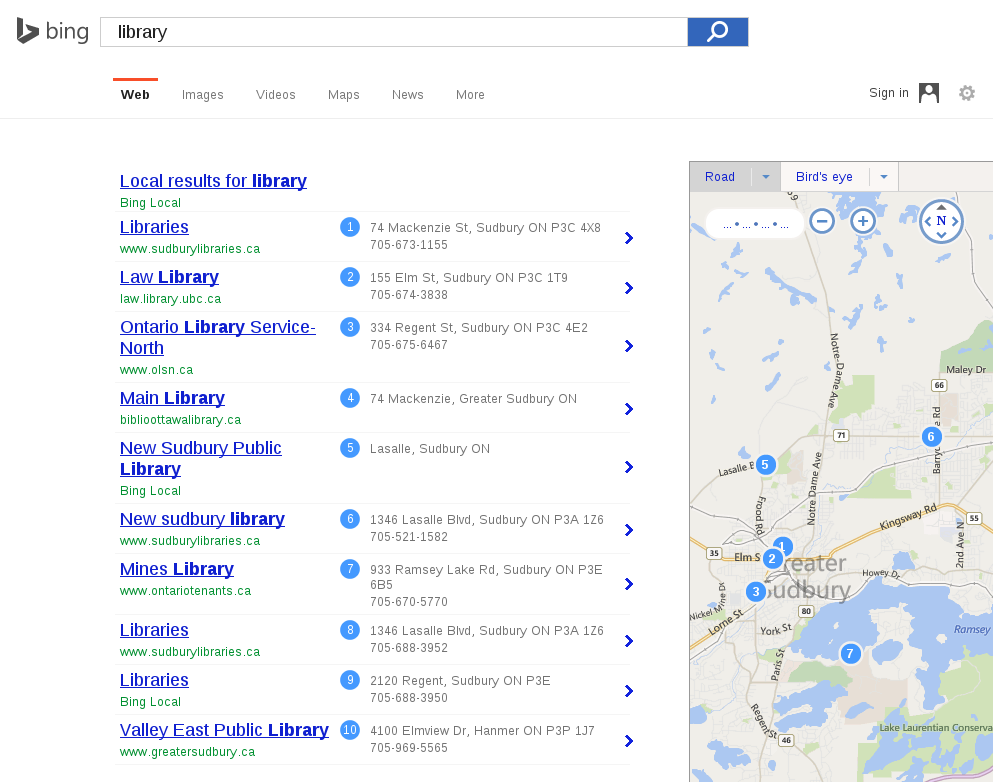 bing
library
Web Images Videos Maps News More
Sign in
Local results for library
Bing Local
Libraries
www.sudburylibraries.ca
1
74 Mackenzie St, Sudbury ON P3C 4X8
705-673-1155
Law Library
law.library.ubc.ca
2
155 Elm St, Sudbury ON P3C 1T9
705-674-3838
Ontario Library Service-
North
www.olsn.ca
3
334 Regent St, Sudbury ON P3C 4E2
705-675-6467
Main Library
biblioottawalibrary.ca
4
74 Mackenzie, Greater Sudbury ON
New Sudbury Public
Library
Bing Local
5
Lasalle, Sudbury ON
New sudbury library
www.sudburylibraries.ca
6
1346 Lasalle Blvd, Sudbury ON P3A 1Z6
705-521-1582
Mines Library
www.ontariotenants.ca
7
933 Ramsey Lake Rd, Sudbury ON P3E
6B5
705-670-5770
Libraries
www.sudburylibraries.ca
8
1346 Lasalle Blvd, Sudbury ON P3A 1Z6
705-688-3952
Libraries
Bing Local
9
2120 Regent, Sudbury ON P3E
705-688-3950
Valley East Public Library
www.greatersudbury.ca
10
4100 Elmview Dr, Hanmer ON P3P 1J7
705-969-5565
Road Bird's eye
... • ... • ... • ...
N
Notre-Dame Ave
Maley Dr
66
71
6
5
Lasalle B
Notre Dame Ave
Frood Rd
Kingsway Rd
55
2nd Ave N
35
Elm S
1
2
reater
udbury
Howey Dr
3
Nickel Mine Dr
80
Lorne St
York St
Ramsey
7
Paris St
Regent St
46
Lake Laurentian Conserva